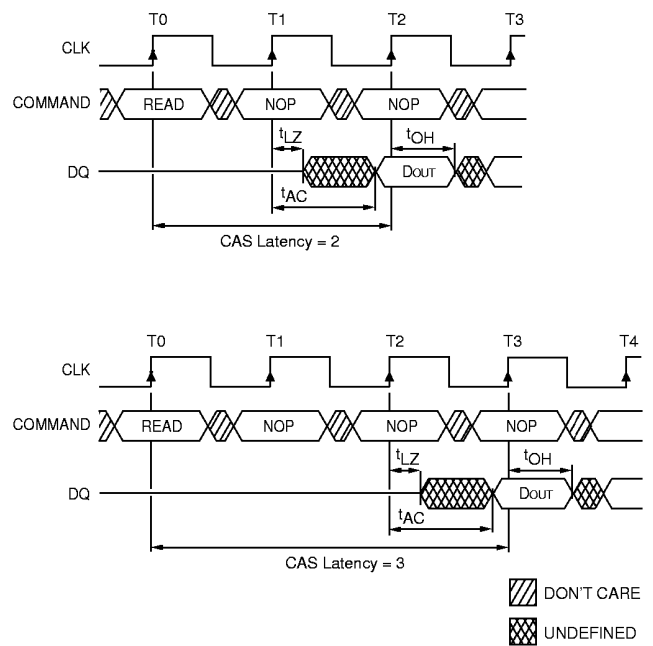 T0 T1 T2 T3
CLK
COMMAND READ NOP NOP
tLZ tOH
DQ DOUT
tAC
CAS Latency = 2
T0 T1 T2 T3 T4
CLK
COMMAND READ NOP NOP NOP
tLZ tOH
DQ DOUT
tAC
CAS Latency = 3
DON'T CARE
UNDEFINED